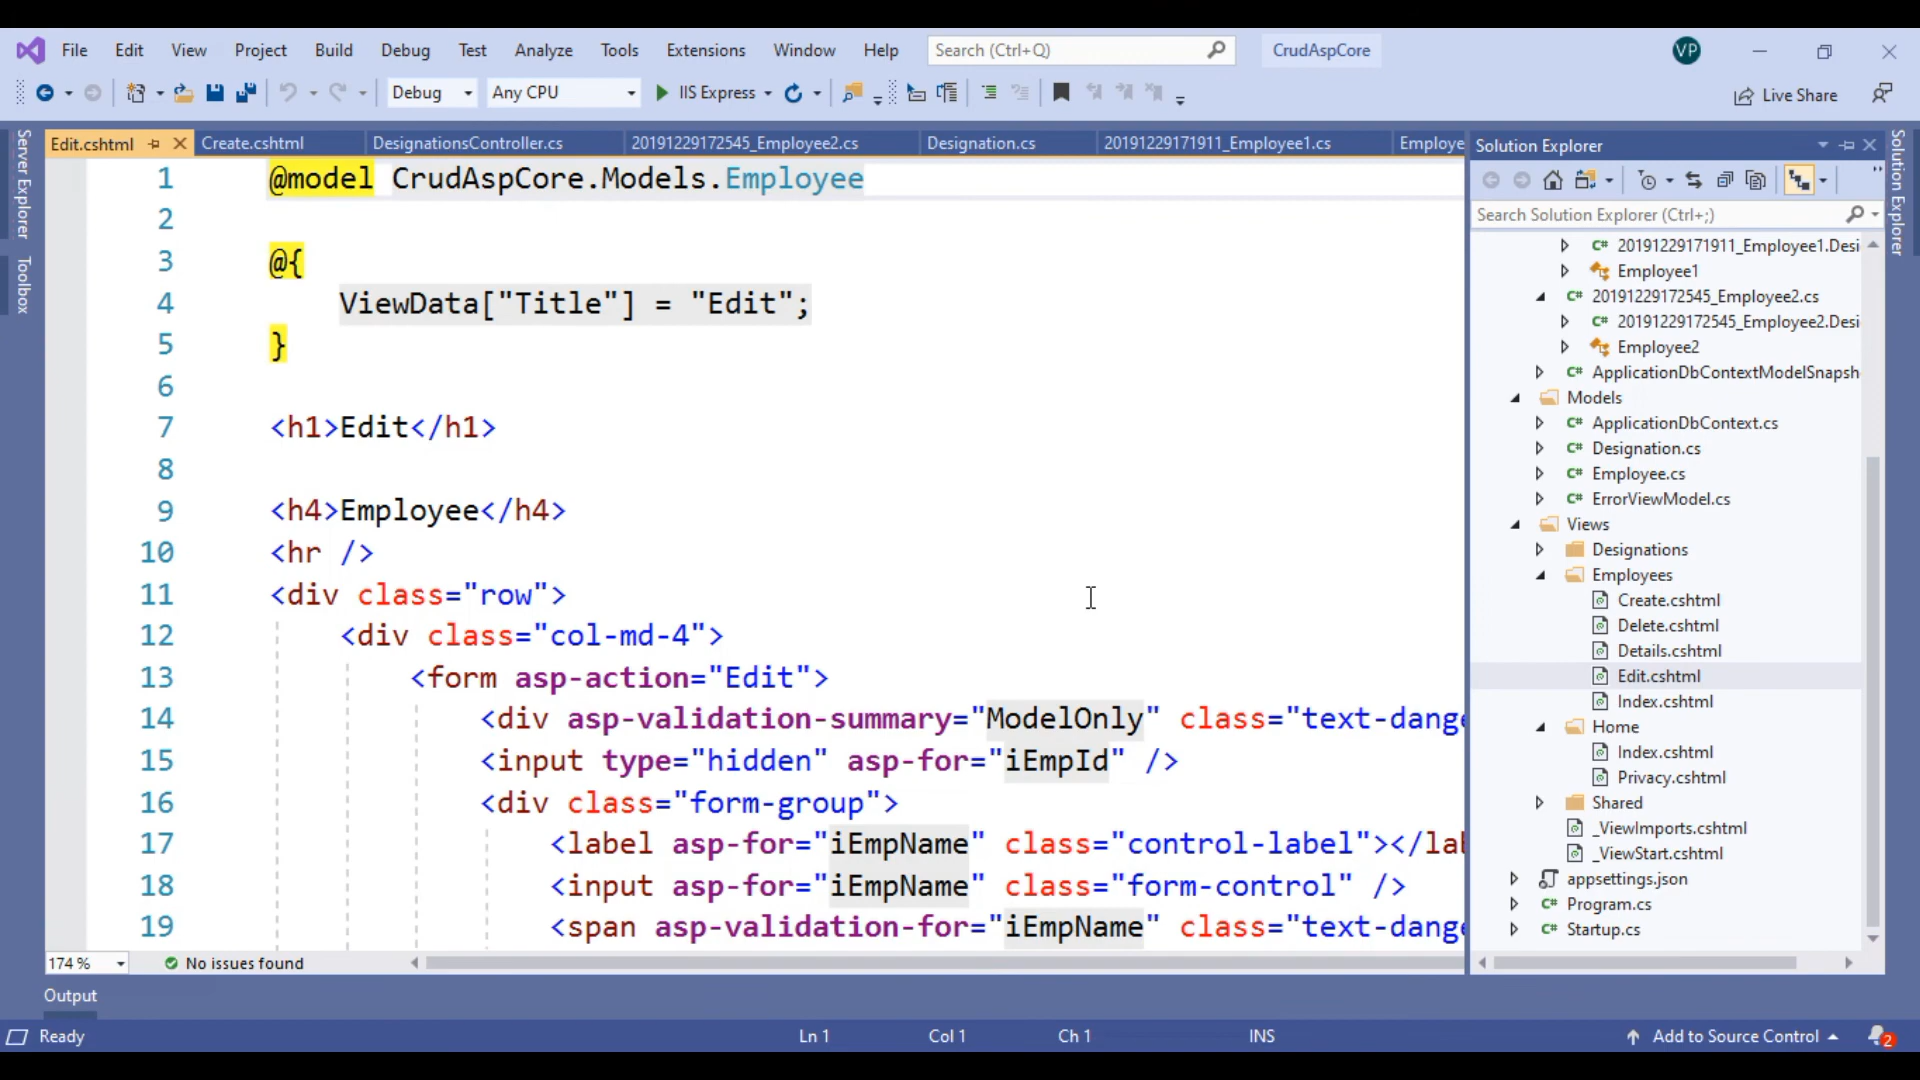 File Edit View Project Build Debug Test Analyze Tools Extensions Window Help Search (Ctrl+Q) CrudAspCore VP
Debug Any CPU IIS Express Live Share
Server Explorer
Toolbox
Edit.cshtml Create.cshtml DesignationsController.cs 20191229172545_Employee2.cs Designation.cs 20191229171911_Employee1.cs Employe
1 @model CrudAspCore.Models.Employee
2
3 @{
4 ViewData["Title"] = "Edit";
5 }
6
7 <h1>Edit</h1>
8
9 <h4>Employee</h4>
10 <hr />
11 <div class="row">
12 <div class="col-md-4">
13 <form asp-action="Edit">
14 <div asp-validation-summary="ModelOnly" class="text-dange
15 <input type="hidden" asp-for="iEmpId" />
16 <div class="form-group">
17 <label asp-for="iEmpName" class="control-label"></lab
18 <input asp-for="iEmpName" class="form-control" />
19 <span asp-validation-for="iEmpName" class="text-dange
174 % No issues found
Solution Explorer
Search Solution Explorer (Ctrl+;)
C# 20191229171911_Employee1.Desi
Employee1
C# 20191229172545_Employee2.cs
C# 20191229172545_Employee2.Desi
Employee2
C# ApplicationDbContextModelSnapsh
Models
C# ApplicationDbContext.cs
C# Designation.cs
C# Employee.cs
C# ErrorViewModel.cs
Views
Designations
Employees
Create.cshtml
Delete.cshtml
Details.cshtml
Edit.cshtml
Index.cshtml
Home
Index.cshtml
Privacy.cshtml
Shared
_ViewImports.cshtml
_ViewStart.cshtml
appsettings.json
C# Program.cs
C# Startup.cs
Solution Explorer
Output
Ready Ln 1 Col 1 Ch 1 INS Add to Source Control 2